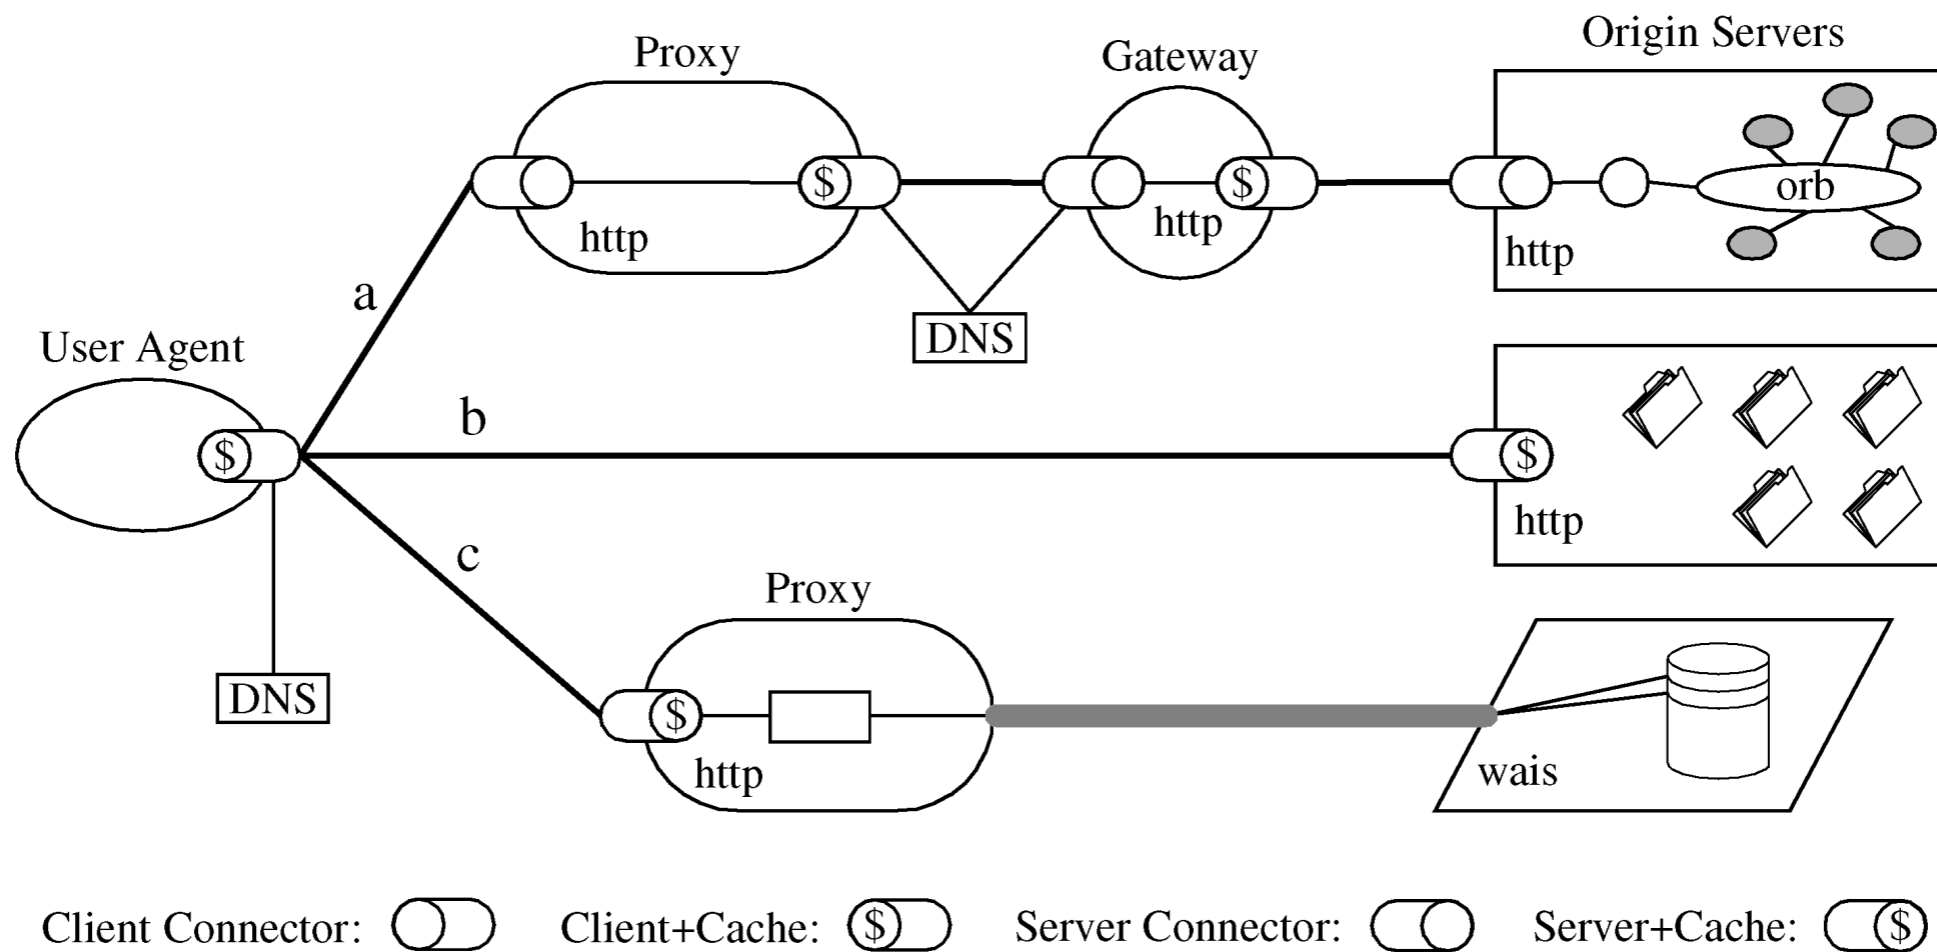 Origin Servers
Proxy
Gateway
$
$
orb
http
http
http
a
DNS
User Agent
b
$
$
http
c
Proxy
DNS
$
http
wais
Client Connector:
Client+Cache: $
Server Connector:
Server+Cache: $